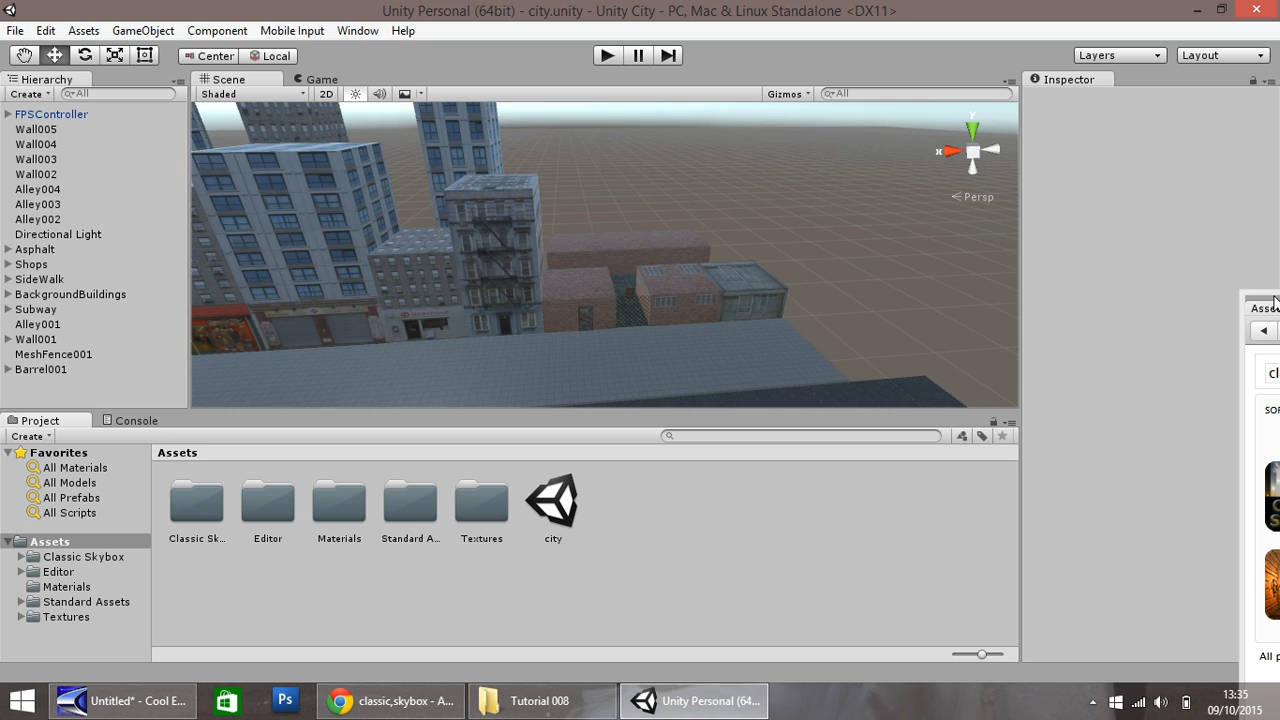 Unity Personal (64bit) - city.unity - Unity City - PC, Mac & Linux Standalone <DX11>
File Edit Assets GameObject Component Mobile Input Window Help
Center Local Layers Layout
Hierarchy Scene Game Inspector
Create All Shaded 2D Gizmos All
FPSController
Wall005
Wall004
Wall003
Wall002
Alley004
Alley003
Alley002
Directional Light
Asphalt
Shops
SideWalk
BackgroundBuildings
Subway
Alley001
Wall001
MeshFence001
Barrel001
y
x
Persp
Project Console
Create
Favorites
All Materials
All Models
All Prefabs
All Scripts
Assets
Classic Skybox
Editor
Materials
Standard Assets
Textures
Assets
Classic Sk... Editor Materials Standard A... Textures city
Asse
cl
SOR
All p
Untitled* - Cool E... Ps classic,skybox - A... Tutorial 008 Unity Personal (64...
13:35
09/10/2015